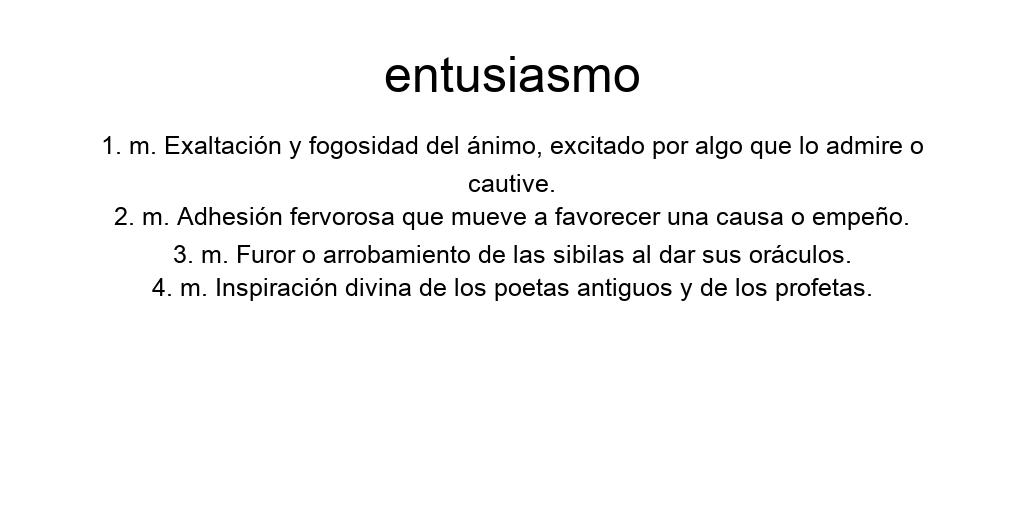 entusiasmo
1. m. Exaltación y fogosidad del ánimo, excitado por algo que lo admire o
cautive.
2. m. Adhesión fervorosa que mueve a favorecer una causa o empeño.
3. m. Furor o arrobamiento de las sibilas al dar sus oráculos.
4. m. Inspiración divina de los poetas antiguos y de los profetas.